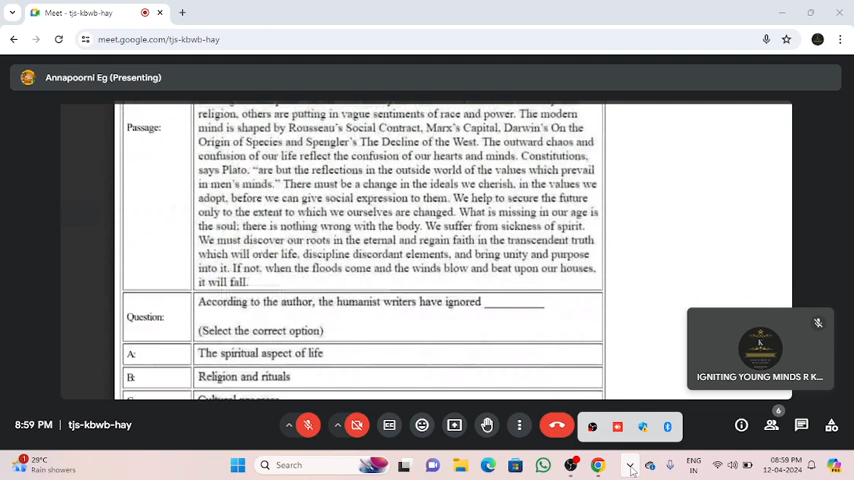 Meet - tjs-kbwb-hay
meet.google.com/tjs-kbwb-hay
Annapoorni Eg (Presenting)
religion, others are putting in vague sentiments of race and power. The modern
Passage:
mind is shaped by Rousseau's Social Contract, Marx's Capital, Darwin's On the
Origin of Species and Spengler's The Decline of the West. The outward chaos and
confusion of our life reflect the confusion of our hearts and minds. Constitutions,
says Plato, "are but the reflections in the outside world of the values which prevail
in men's minds." There must be a change in the ideals we cherish, in the values we
adopt, before we can give social expression to them. We help to secure the future
only to the extent to which we ourselves are changed. What is missing in our age is
the soul; there is nothing wrong with the body. We suffer from sickness of spirit.
We must discover our roots in the eternal and regain faith in the transcendent truth
which will order life, discipline discordant elements, and bring unity and purpose
into it. If not, when the floods come and the winds blow and beat upon our houses,
it will fall.
According to the author, the humanist writers have ignored __________
Question:
(Select the correct option)
A: The spiritual aspect of life
B: Religion and rituals
K
IGNITING YOUNG MINDS R K...
8:59 PM | tjs-kbwb-hay
6
29°C
Rain showers
1
Search
ENG
IN
08:59 PM
12-04-2024